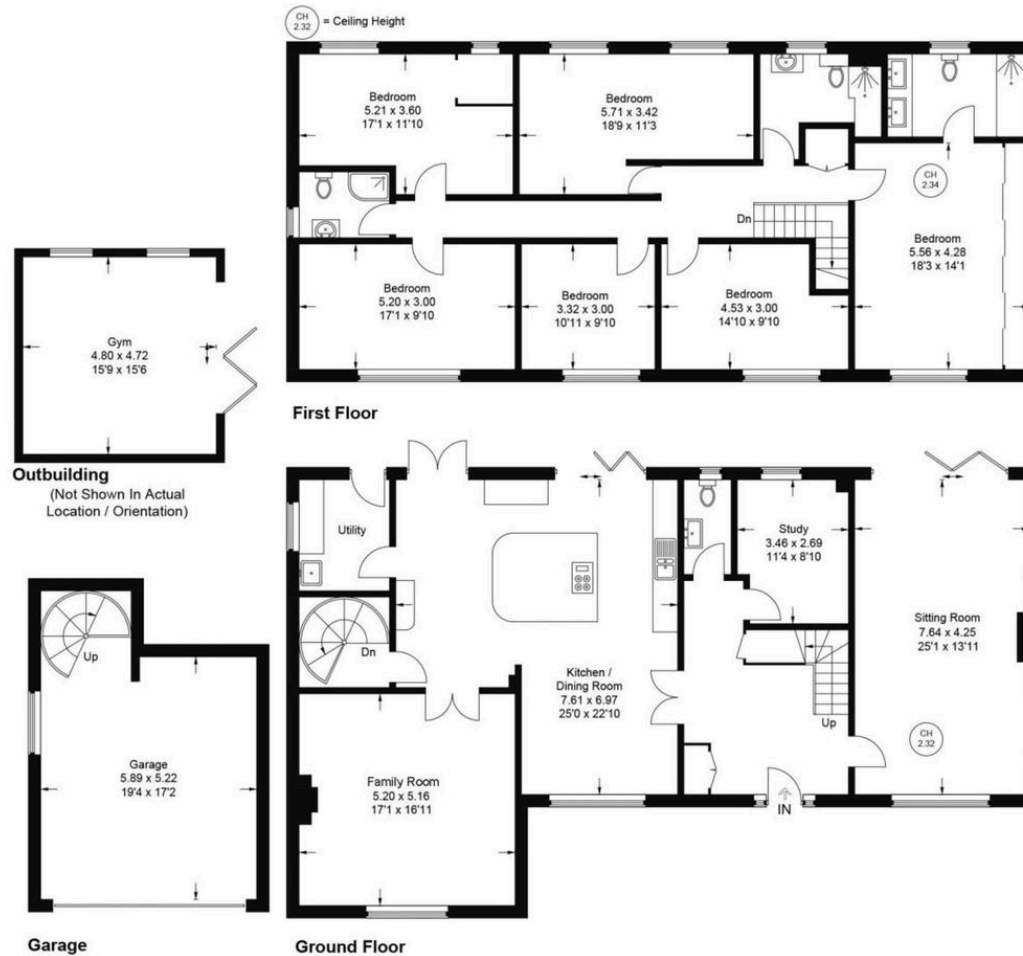 CH
2.32
= Ceiling Height
Bedroom
5.21 x 3.60
17'1 x 11'10
Bedroom
5.71 x 3.42
18'9 x 11'3
CH
2.34
Dn
Bedroom
5.56 x 4.28
18'3 x 14'1
Bedroom
5.20 x 3.00
17'1 x 9'10
Bedroom
3.32 x 3.00
10'11 x 9'10
Bedroom
4.53 x 3.00
14'10 x 9'10
First Floor
Gym
4.80 x 4.72
15'9 x 15'6
Outbuilding
(Not Shown In Actual
Location / Orientation)
Utility
Study
3.46 x 2.69
11'4 x 8'10
Dn
Kitchen /
Dining Room
7.61 x 6.97
25'0 x 22'10
Sitting Room
7.64 x 4.25
25'1 x 13'11
Up
CH
2.32
Family Room
5.20 x 5.16
17'1 x 16'11
IN
Ground Floor
Up
Garage
5.89 x 5.22
19'4 x 17'2
Garage